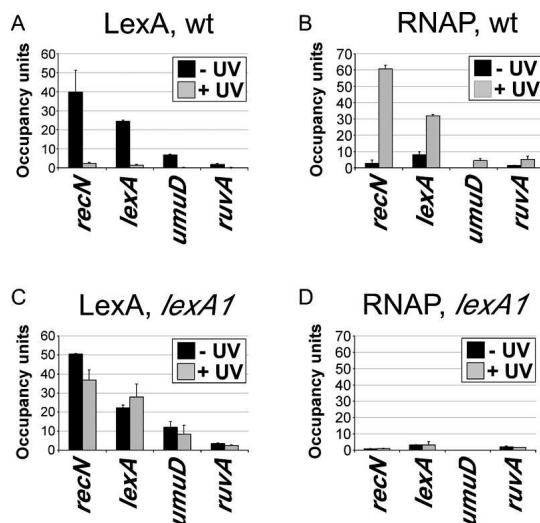 A LexA, wt
Occupancy units
60
50
40
30
20
10
0
- UV
+ UV
recN
lexA
umuD
ruvA
B RNAP, wt
Occupancy units
70
60
50
40
30
20
10
0
- UV
+ UV
recN
lexA
umuD
ruvA
C LexA, lexA1
Occupancy units
60
50
40
30
20
10
0
- UV
+ UV
recN
lexA
umuD
ruvA
D RNAP, lexA1
Occupancy units
70
60
50
40
30
20
10
0
- UV
+ UV
recN
lexA
umuD
ruvA